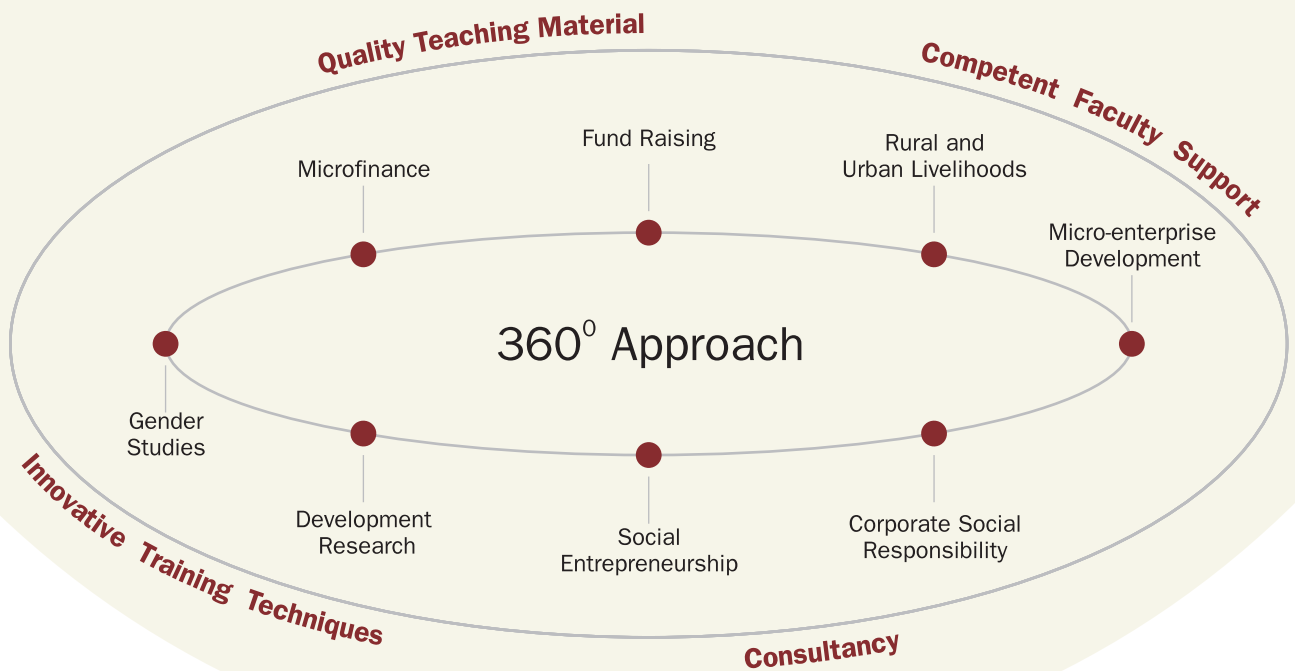 Quality Teaching Material
Competent Faculty Support
Fund Raising
Rural and
Urban Livelihoods
Microfinance
Micro-enterprise
Development
360⁰ Approach
Gender
Studies
Development
Research
Social
Entrepreneurship
Corporate Social
Responsibility
Innovative Training Techniques
Consultancy